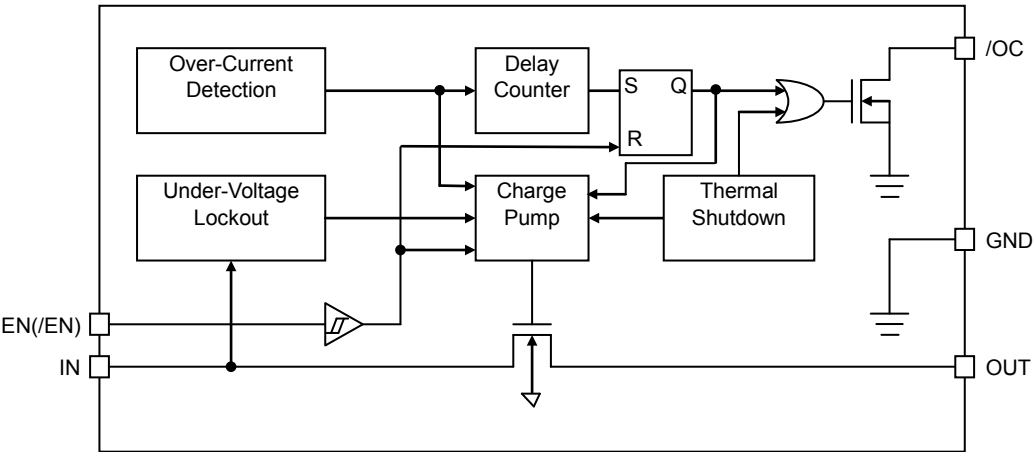 /OC
Over-Current
Detection
Delay
Counter
S
Q
R
Under-Voltage
Lockout
Charge
Pump
Thermal
Shutdown
GND
EN(/EN)
IN
OUT